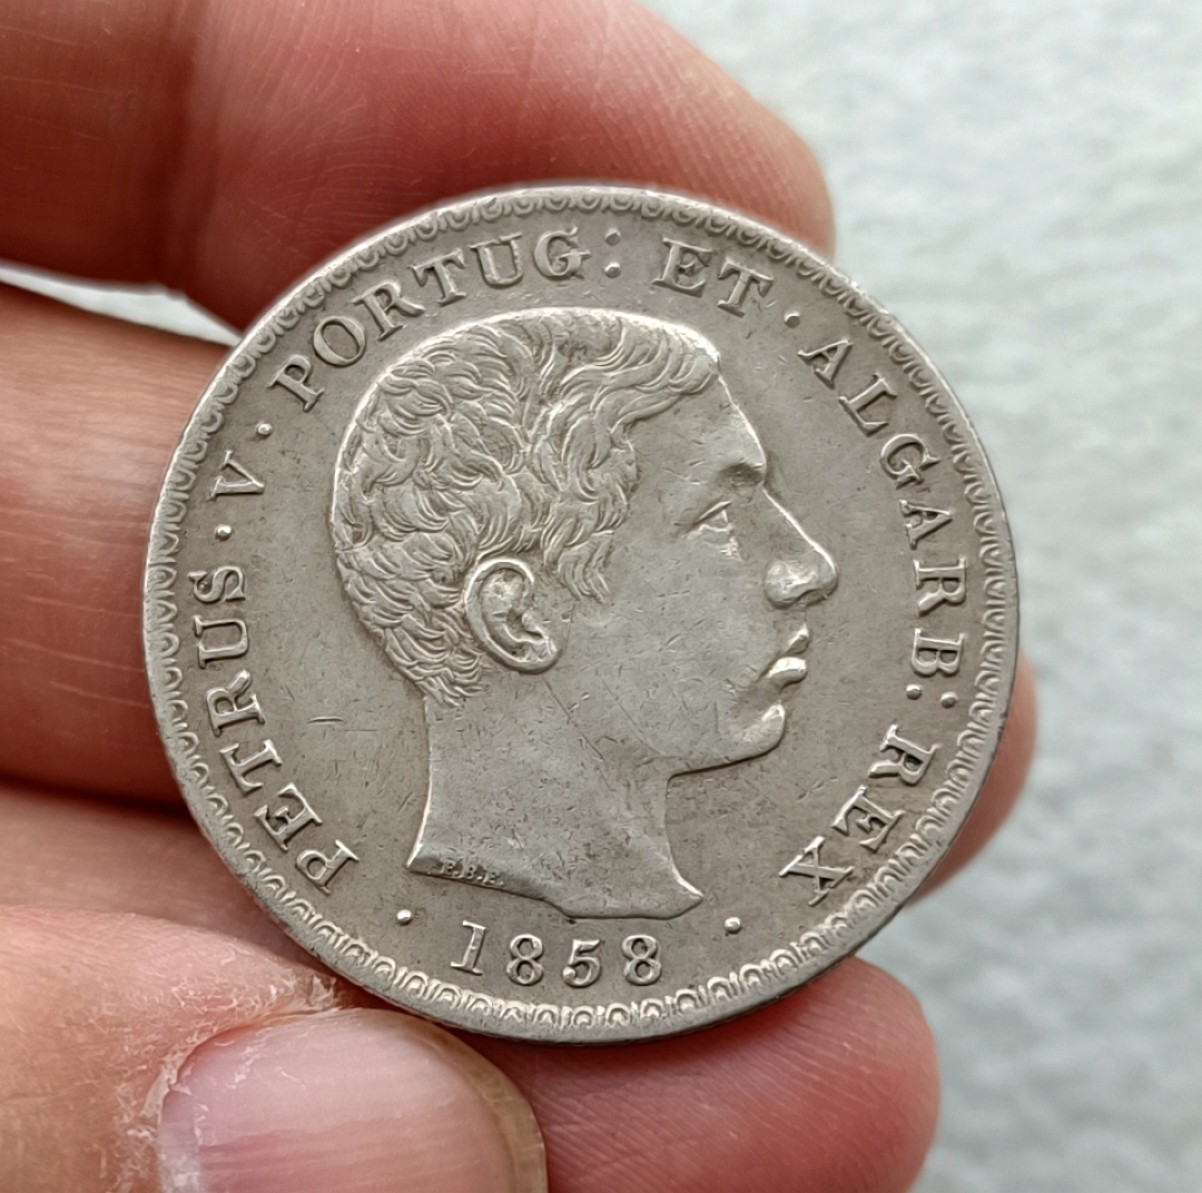 PETRUS · V · PORTUG: ET · ALGARB: REX
· 1858 ·
F.B.F.